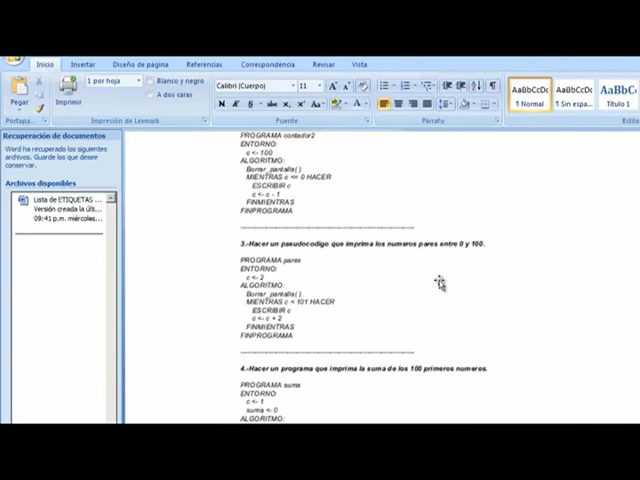 Inicio Insertar Diseño de página Referencias Correspondencia Revisar Vista
Pegar
Imprimir
1 por hoja
Blanco y negro
A dos caras
Calibri (Cuerpo) 11
AaBbCcDc AaBbCcDc AaBbC
¶ Normal ¶ Sin espa... Título 1
Portapa... Impresión de Lexmark Fuente Párrafo Estilo
Recuperación de documentos
Word ha recuperado los siguientes
archivos. Guarde los que desee
conservar.
Archivos disponibles
Lista de ETIQUETAS ...
Versión creada la últi...
09:41 p.m. miércoles...
PROGRAMA contador2
ENTORNO:
c <- 100
ALGORITMO:
Borrar_pantalla( )
MIENTRAS c <= 0 HACER
ESCRIBIR c
c <- c - 1
FINMIENTRAS
FINPROGRAMA
3.-Hacer un pseudocodigo que imprima los numeros pares entre 0 y 100.
PROGRAMA pares
ENTORNO:
c <- 2
ALGORITMO:
Borrar_pantalla( )
MIENTRAS c < 101 HACER
ESCRIBIR c
c <- c + 2
FINMIENTRAS
FINPROGRAMA
4.-Hacer un programa que imprima la suma de los 100 primeros numeros.
PROGRAMA suma
ENTORNO:
c <- 1
suma <- 0
ALGORITMO: